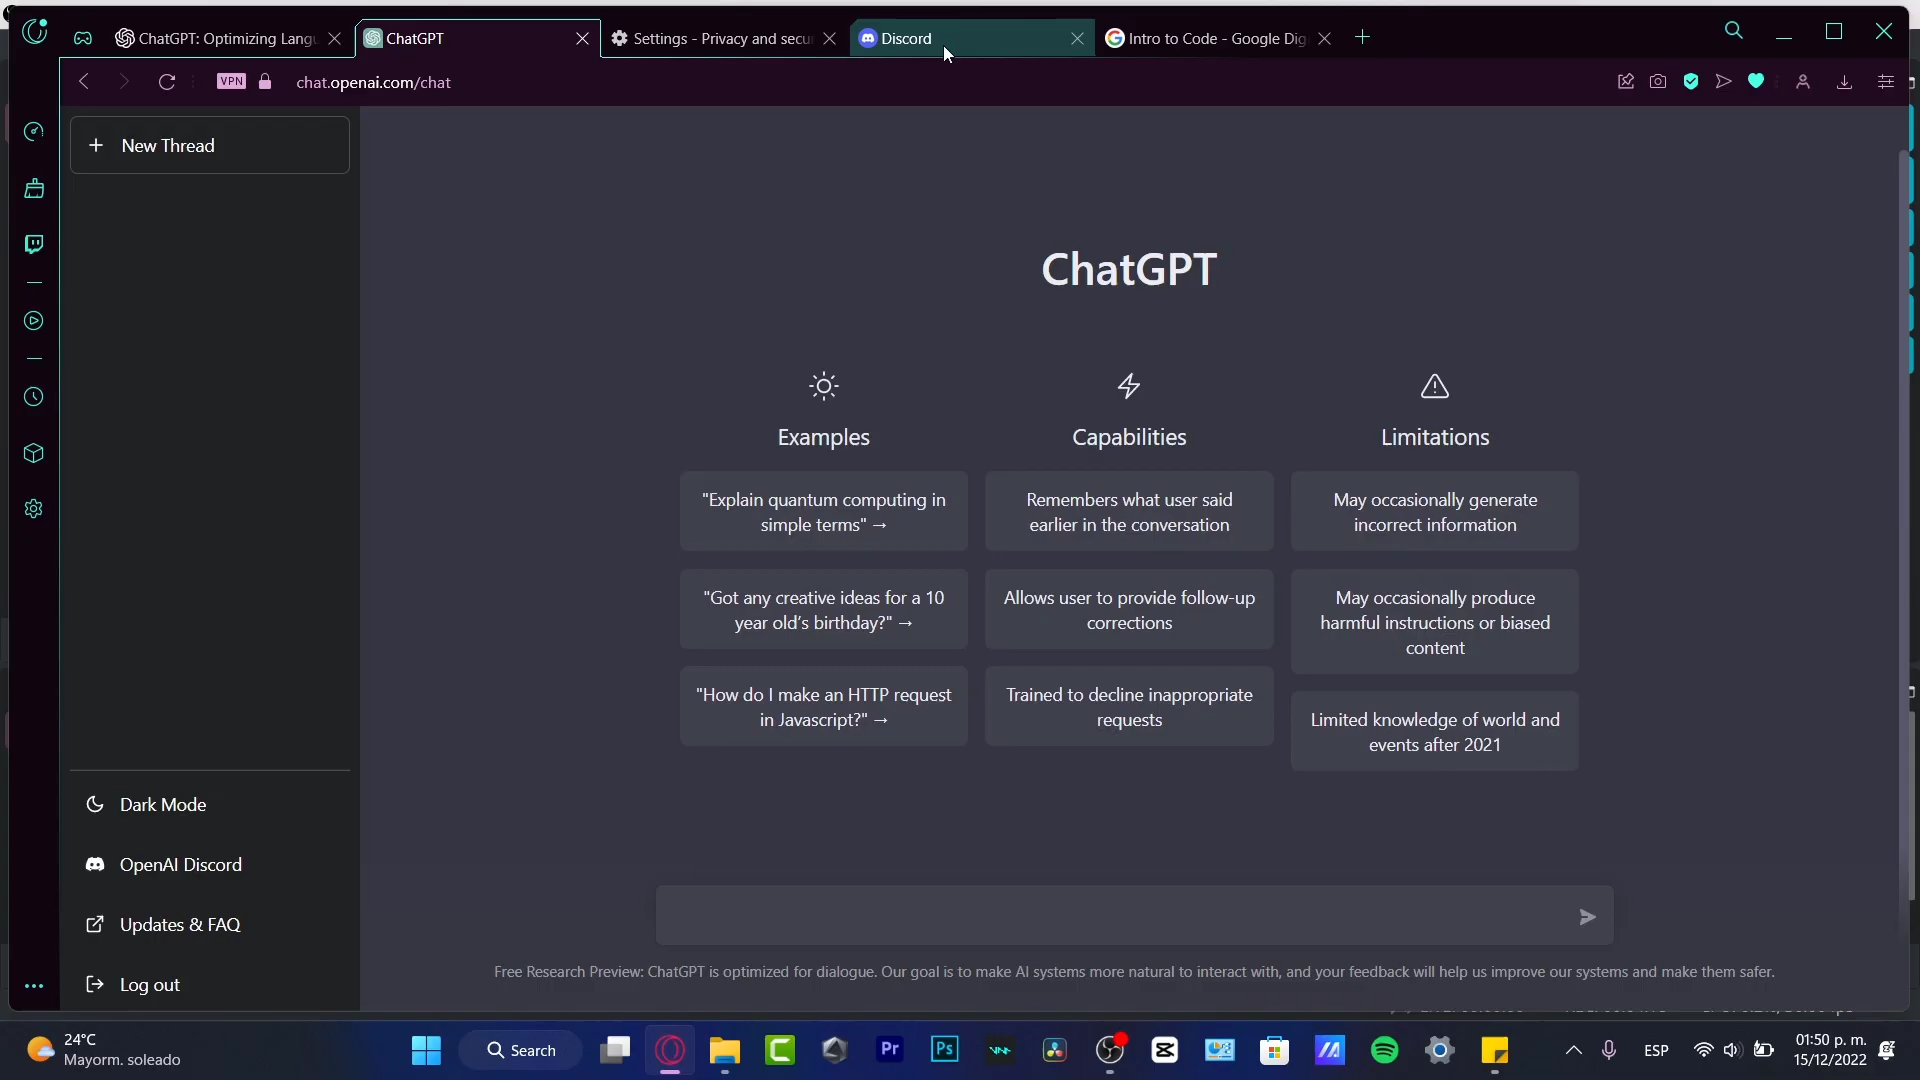 ChatGPT: Optimizing Langu
ChatGPT
Settings - Privacy and secu
Discord
Intro to Code - Google Dig
VPN
chat.openai.com/chat
New Thread
ChatGPT
Examples
Capabilities
Limitations
"Explain quantum computing in
simple terms" →
Remembers what user said
earlier in the conversation
May occasionally generate
incorrect information
"Got any creative ideas for a 10
year old's birthday?" →
Allows user to provide follow-up
corrections
May occasionally produce
harmful instructions or biased
content
"How do I make an HTTP request
in Javascript?" →
Trained to decline inappropriate
requests
Limited knowledge of world and
events after 2021
Dark Mode
OpenAI Discord
Updates & FAQ
Log out
Free Research Preview: ChatGPT is optimized for dialogue. Our goal is to make AI systems more natural to interact with, and your feedback will help us improve our systems and make them safer.
24°C
Mayorm. soleado
Search
Pr
Ps
ESP
01:50 p. m.
15/12/2022